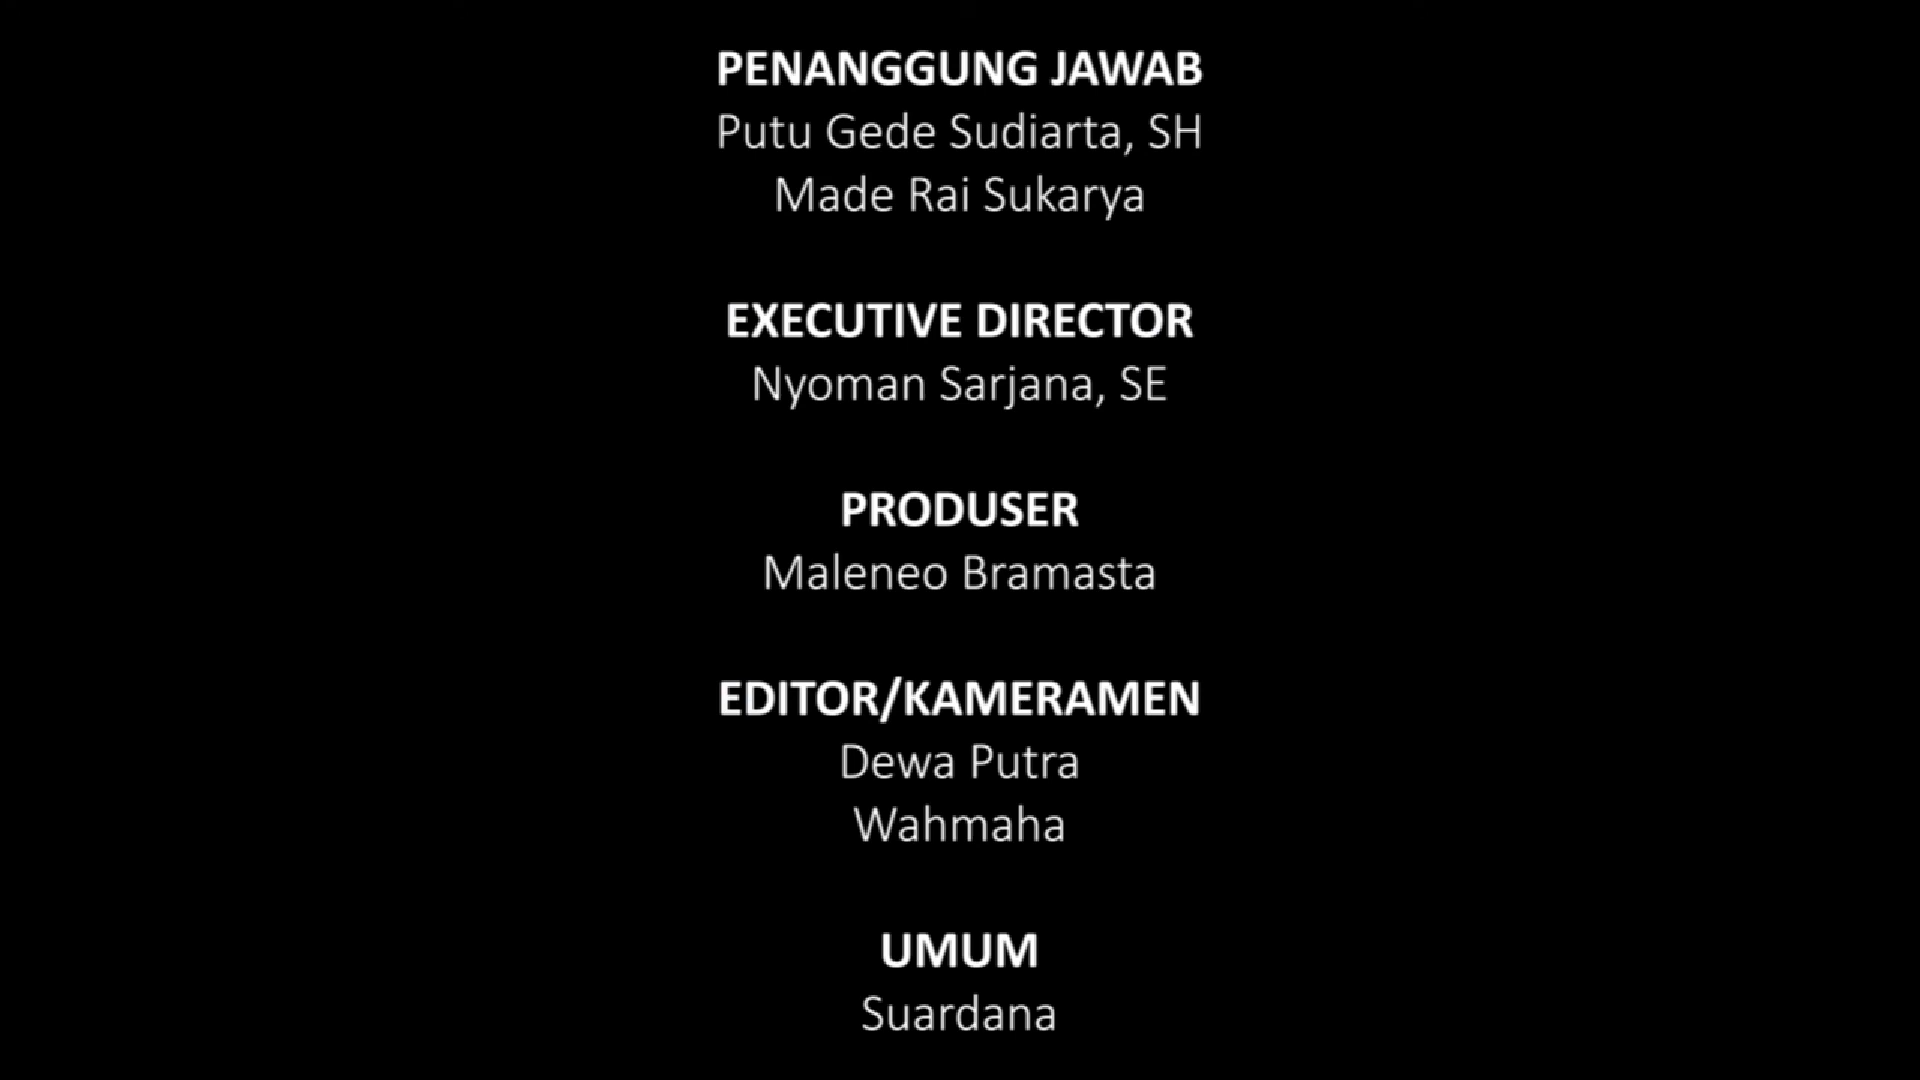 PENANGGUNG JAWAB
Putu Gede Sudiarta, SH
Made Rai Sukarya
EXECUTIVE DIRECTOR
Nyoman Sarjana, SE
PRODUSER
Maleneo Bramasta
EDITOR/KAMERAMEN
Dewa Putra
Wahmaha
UMUM
Suardana